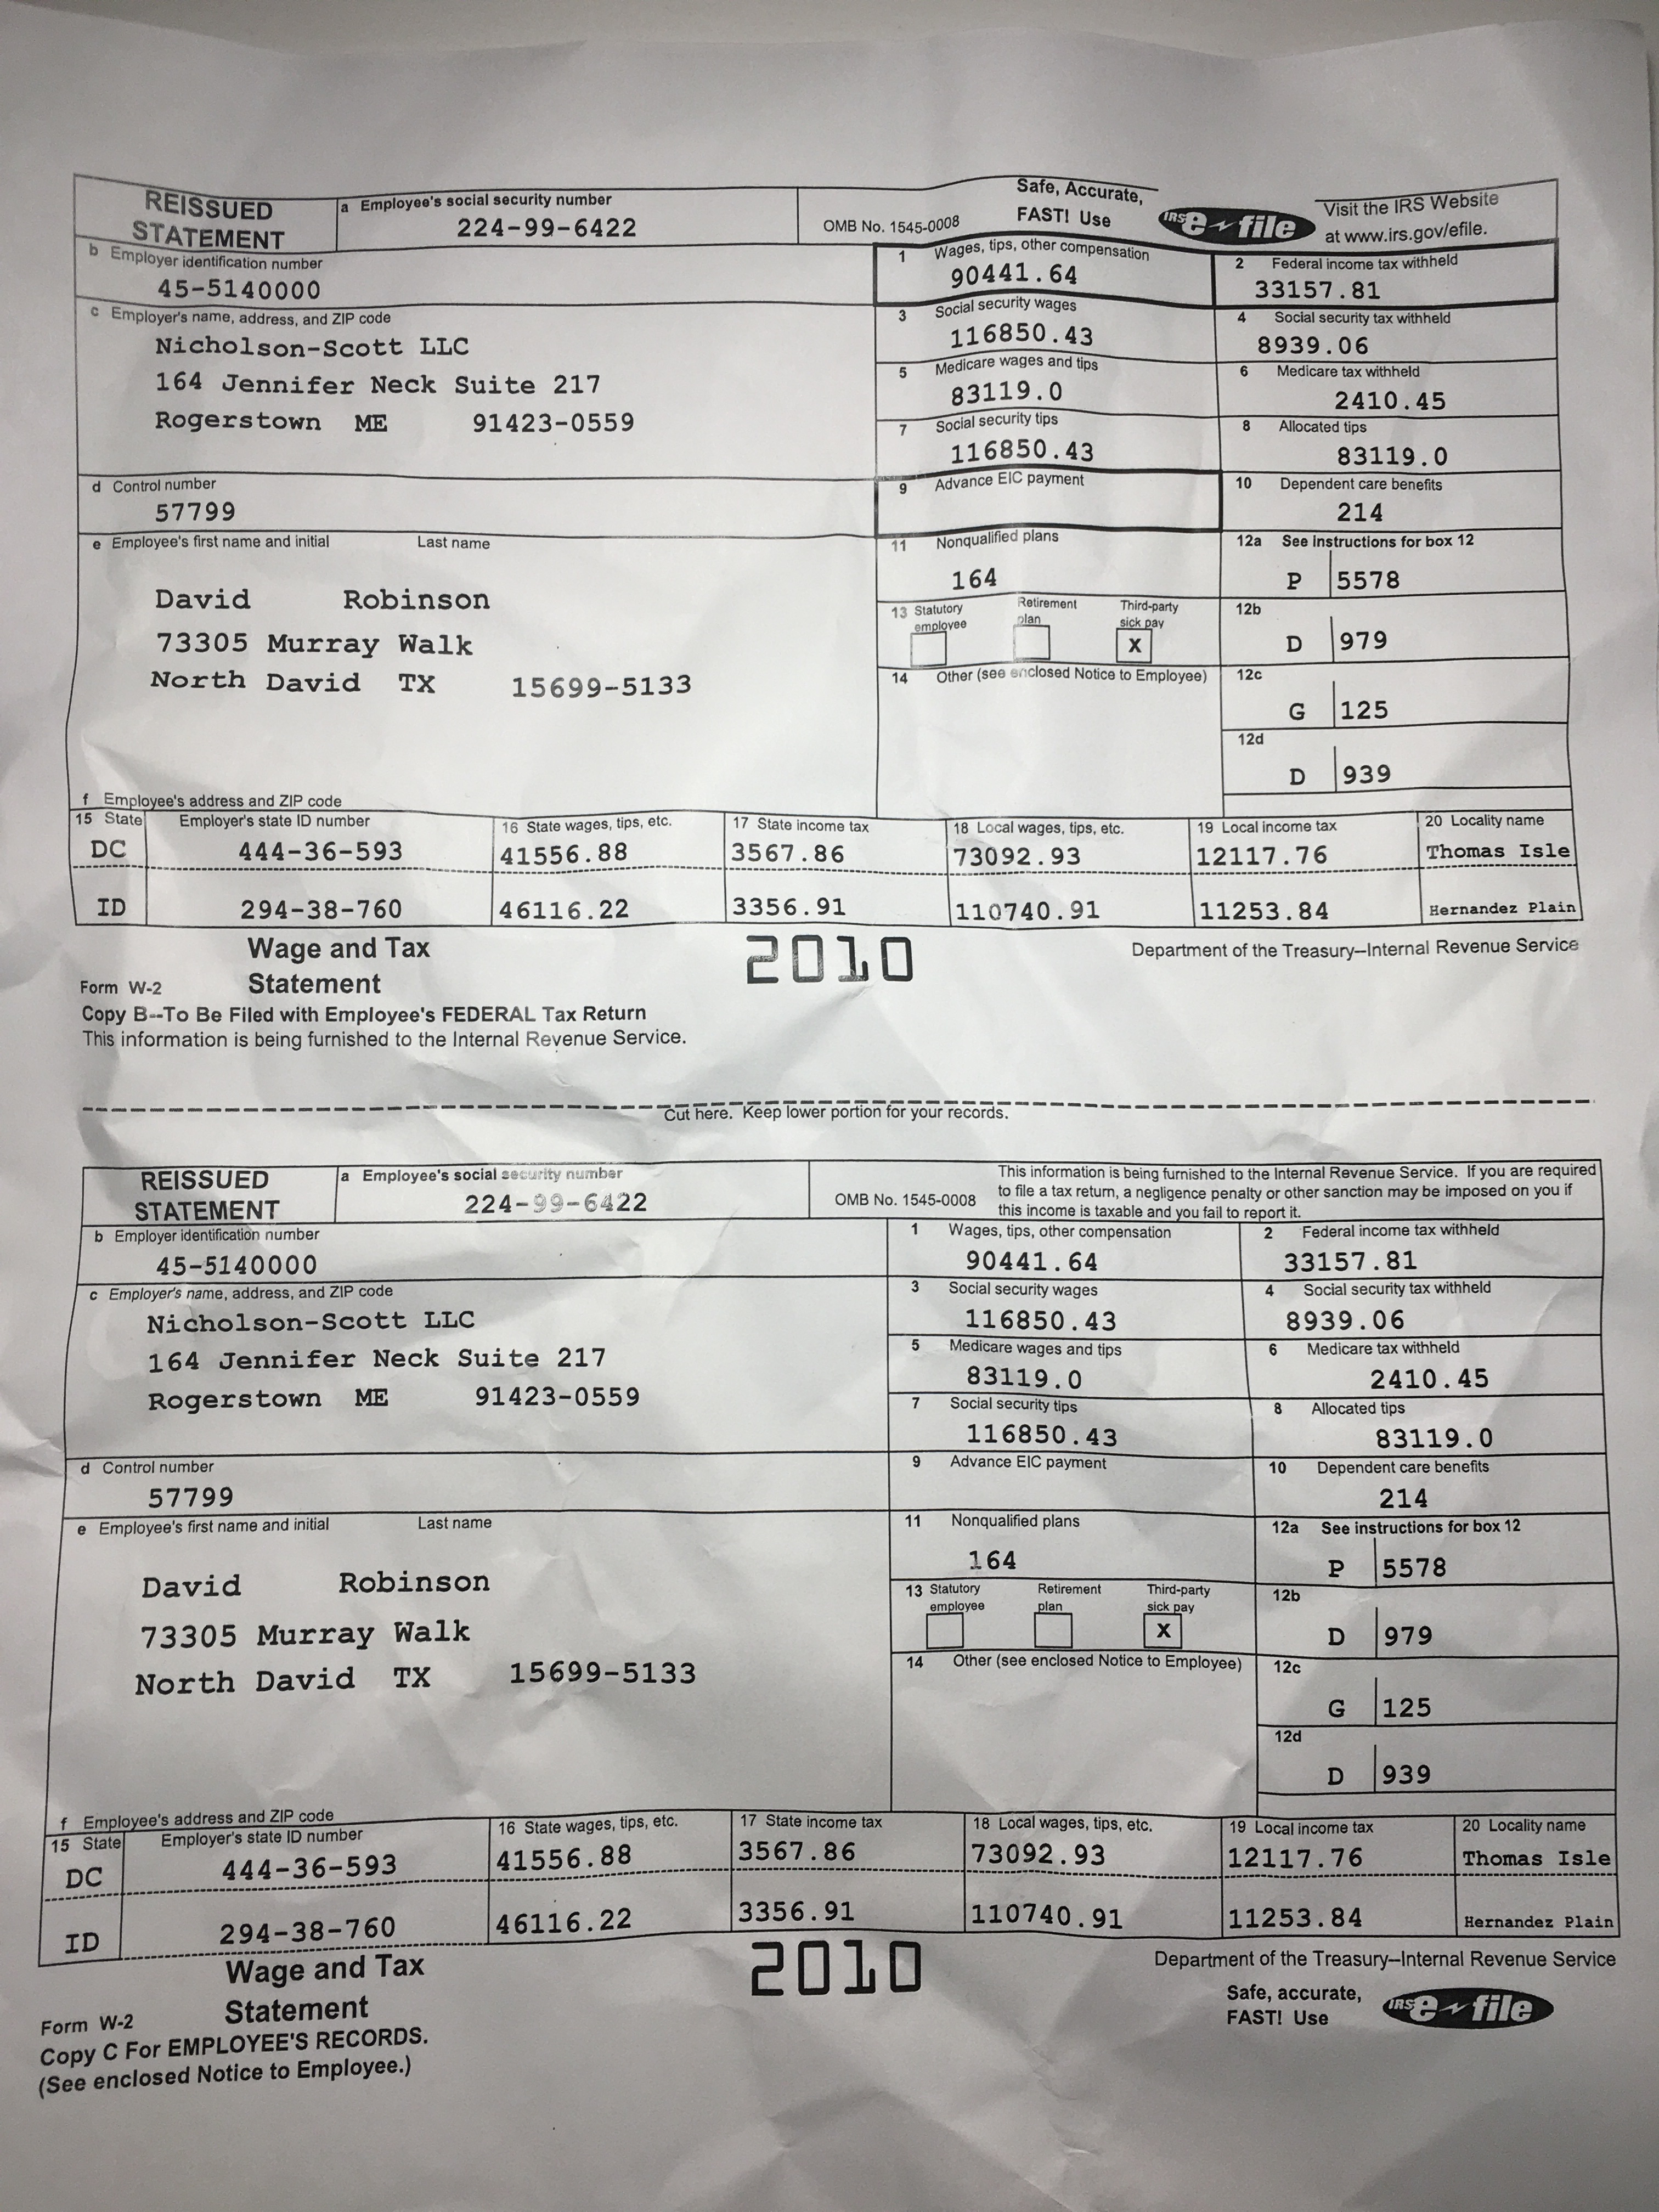 REISSUED STATEMENT
a Employee's social security number
224-99-6422
OMB No. 1545-0008
Safe, Accurate,
FAST! Use
IRS e-file
Visit the IRS Website
at www.irs.gov/efile.
b Employer identification number
45-5140000
1 Wages, tips, other compensation
90441.64
2 Federal income tax withheld
33157.81
c Employer's name, address, and ZIP code
Nicholson-Scott LLC
164 Jennifer Neck Suite 217
Rogerstown ME 91423-0559
3 Social security wages
116850.43
4 Social security tax withheld
8939.06
5 Medicare wages and tips
83119.0
6 Medicare tax withheld
2410.45
7 Social security tips
116850.43
8 Allocated tips
83119.0
d Control number
57799
9 Advance EIC payment
10 Dependent care benefits
214
e Employee's first name and initial Last name
David Robinson
73305 Murray Walk
North David TX 15699-5133
11 Nonqualified plans
164
12a See instructions for box 12
P 5578
13 Statutory employee Retirement plan Third-party sick pay
X
12b
D 979
14 Other (see enclosed Notice to Employee)
12c
G 125
12d
D 939
f Employee's address and ZIP code
15 State Employer's state ID number 16 State wages, tips, etc. 17 State income tax 18 Local wages, tips, etc. 19 Local income tax 20 Locality name
DC 444-36-593 41556.88 3567.86 73092.93 12117.76 Thomas Isle
ID 294-38-760 46116.22 3356.91 110740.91 11253.84 Hernandez Plain
Form W-2 Wage and Tax Statement
2010
Department of the Treasury--Internal Revenue Service
Copy B--To Be Filed with Employee's FEDERAL Tax Return
This information is being furnished to the Internal Revenue Service.
Cut here. Keep lower portion for your records.
REISSUED STATEMENT
a Employee's social security number
224-99-6422
OMB No. 1545-0008
This information is being furnished to the Internal Revenue Service. If you are required
to file a tax return, a negligence penalty or other sanction may be imposed on you if
this income is taxable and you fail to report it.
b Employer identification number
45-5140000
1 Wages, tips, other compensation
90441.64
2 Federal income tax withheld
33157.81
c Employer's name, address, and ZIP code
Nicholson-Scott LLC
164 Jennifer Neck Suite 217
Rogerstown ME 91423-0559
3 Social security wages
116850.43
4 Social security tax withheld
8939.06
5 Medicare wages and tips
83119.0
6 Medicare tax withheld
2410.45
7 Social security tips
116850.43
8 Allocated tips
83119.0
d Control number
57799
9 Advance EIC payment
10 Dependent care benefits
214
e Employee's first name and initial Last name
David Robinson
73305 Murray Walk
North David TX 15699-5133
11 Nonqualified plans
164
12a See instructions for box 12
P 5578
13 Statutory employee Retirement plan Third-party sick pay
X
12b
D 979
14 Other (see enclosed Notice to Employee)
12c
G 125
12d
D 939
f Employee's address and ZIP code
15 State Employer's state ID number 16 State wages, tips, etc. 17 State income tax 18 Local wages, tips, etc. 19 Local income tax 20 Locality name
DC 444-36-593 41556.88 3567.86 73092.93 12117.76 Thomas Isle
ID 294-38-760 46116.22 3356.91 110740.91 11253.84 Hernandez Plain
Form W-2 Wage and Tax Statement
2010
Department of the Treasury--Internal Revenue Service
Safe, accurate,
FAST! Use
IRS e-file
Copy C For EMPLOYEE'S RECORDS.
(See enclosed Notice to Employee.)